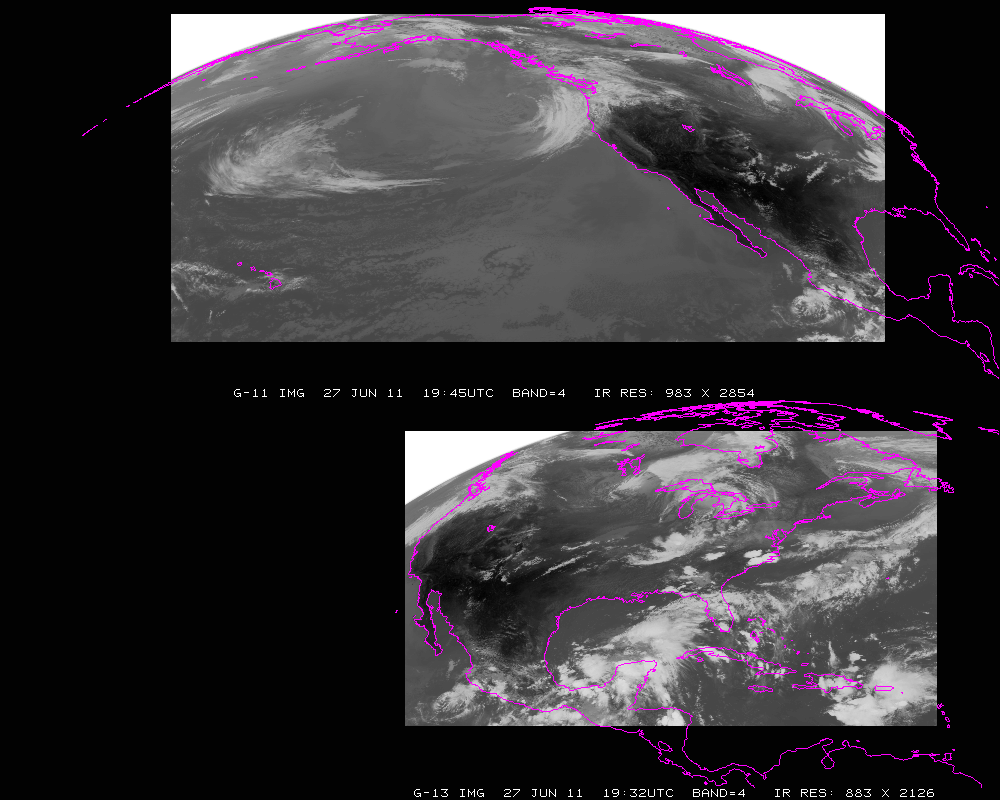 G-11 IMG  27 JUN 11  19:45UTC  BAND=4   IR RES: 983 X 2854
G-13 IMG  27 JUN 11  19:32UTC  BAND=4   IR RES: 883 X 2126